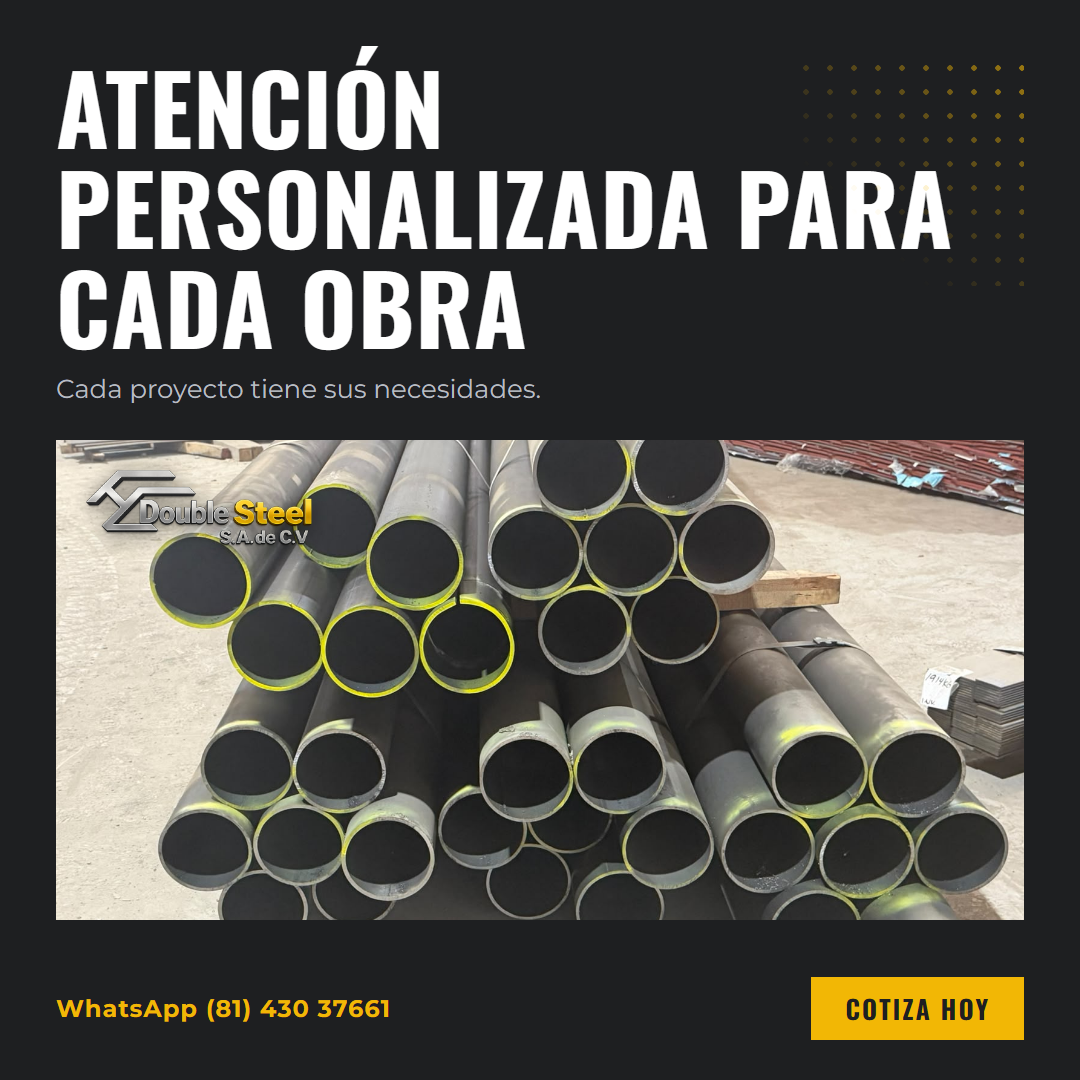 ATENCIÓN
PERSONALIZADA PARA
CADA OBRA
Cada proyecto tiene sus necesidades.
Double Steel
S.A. de C.V
WhatsApp (81) 430 37661
COTIZA HOY